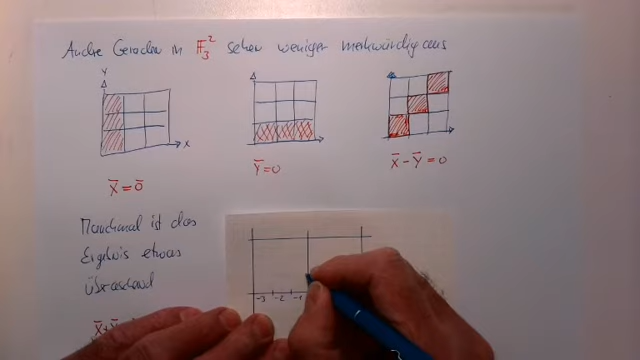 Andre Geraden in F₃² sehen weniger merkwürdig aus
Y
X
X̄ = 0̄
Ȳ = 0
X̄ - Ȳ = 0
Manchmal ist das
Ergebnis etwas
überraschend
-3 -2 -1